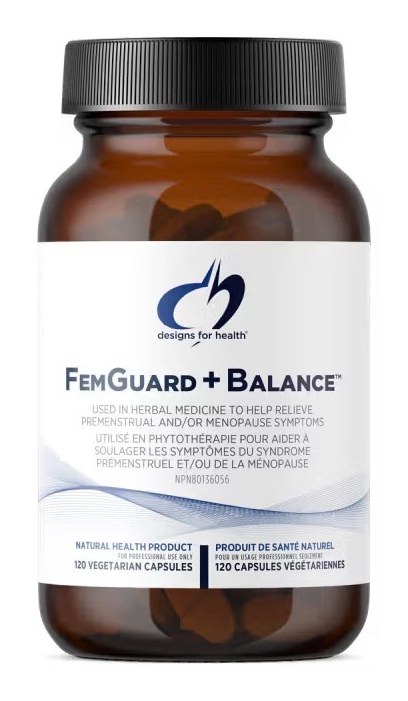 designs for health
FEMGUARD + BALANCE™
USED IN HERBAL MEDICINE TO HELP RELIEVE
PREMENSTRUAL AND/OR MENOPAUSE SYMPTOMS
UTILISÉ EN PHYTOTHÉRAPIE POUR AIDER À
SOULAGER LES SYMPTÔMES DU SYNDROME
PRÉMENSTRUEL ET/OU DE LA MÉNOPAUSE
NPN80136056
NATURAL HEALTH PRODUCT
FOR PROFESSIONAL USE ONLY
120 VEGETARIAN CAPSULES
PRODUIT DE SANTÉ NATUREL
POUR UN USAGE PROFESSIONNEL SEULEMENT
120 CAPSULES VÉGÉTARIENNES